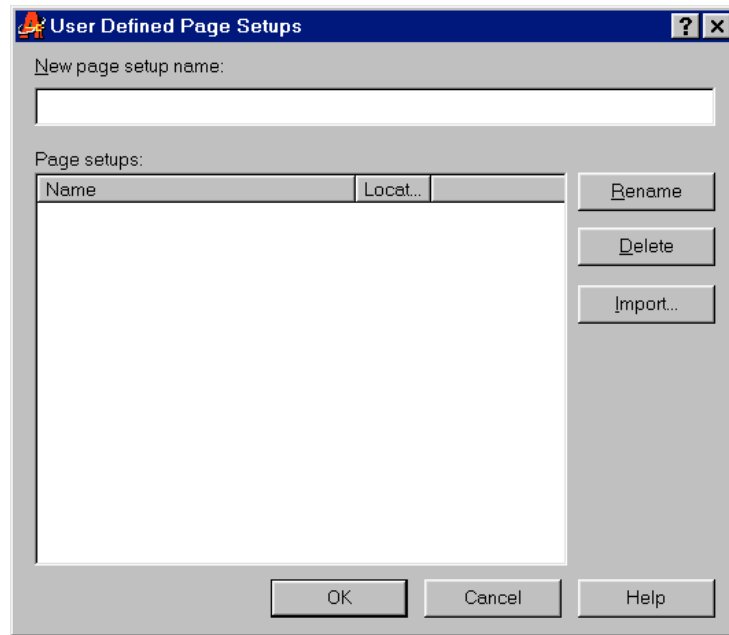 User Defined Page Setups
New page setup name:
Page setups:
Name Locat...
Rename
Delete
Import...
OK Cancel Help